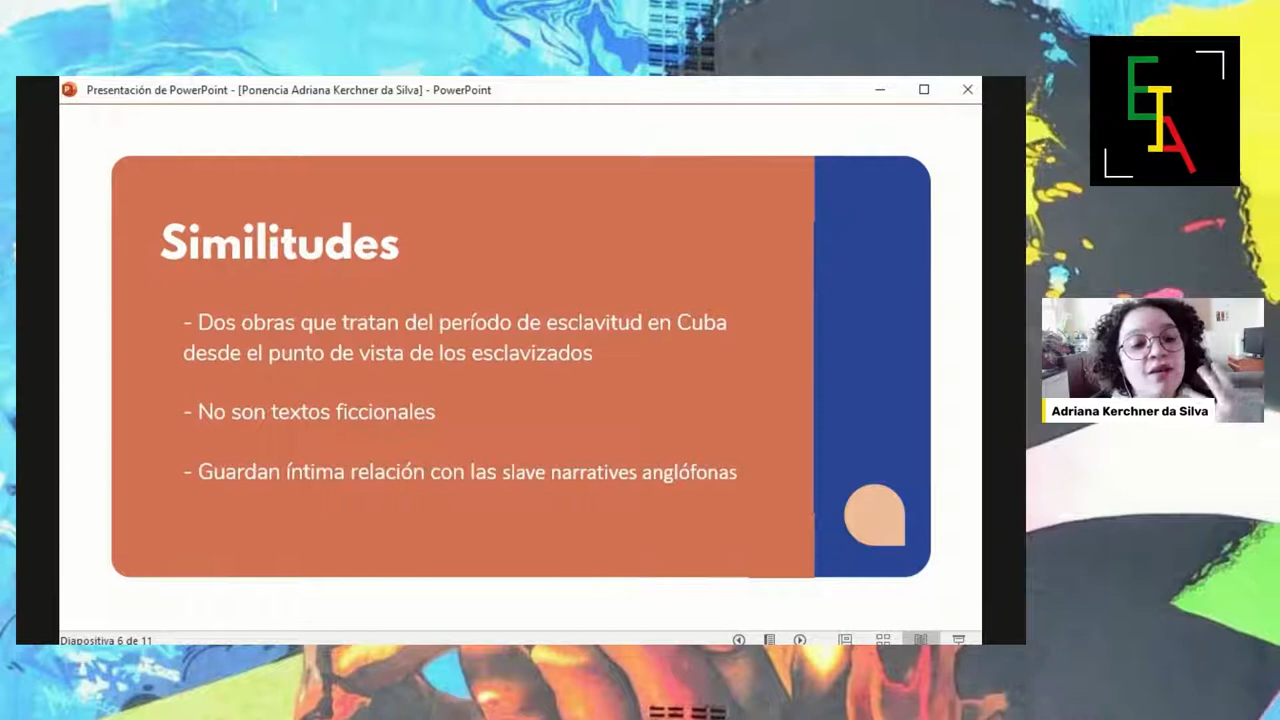 Presentación de PowerPoint - [Ponencia Adriana Kerchner da Silva] - PowerPoint
EIA
Similitudes
- Dos obras que tratan del período de esclavitud en Cuba
desde el punto de vista de los esclavizados
- No son textos ficcionales
- Guardan íntima relación con las slave narratives anglófonas
Adriana Kerchner da Silva
Diapositiva 6 de 11